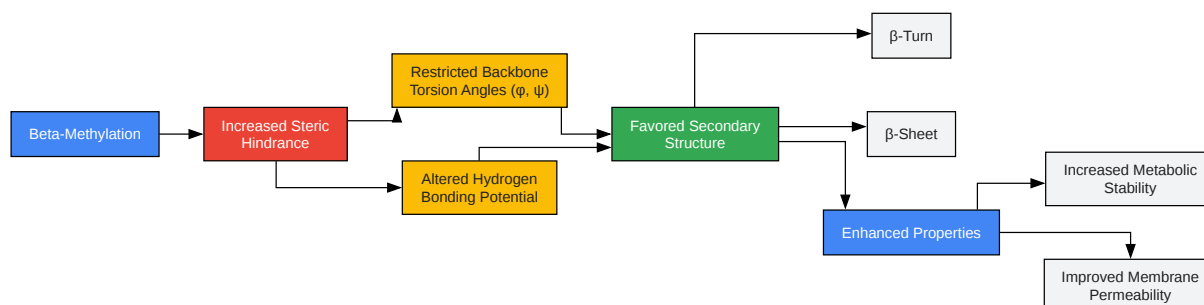 Beta-Methylation
Increased Steric
Hindrance
Restricted Backbone
Torsion Angles (φ, ψ)
Altered Hydrogen
Bonding Potential
Favored Secondary
Structure
β-Turn
β-Sheet
Enhanced Properties
Increased Metabolic
Stability
Improved Membrane
Permeability